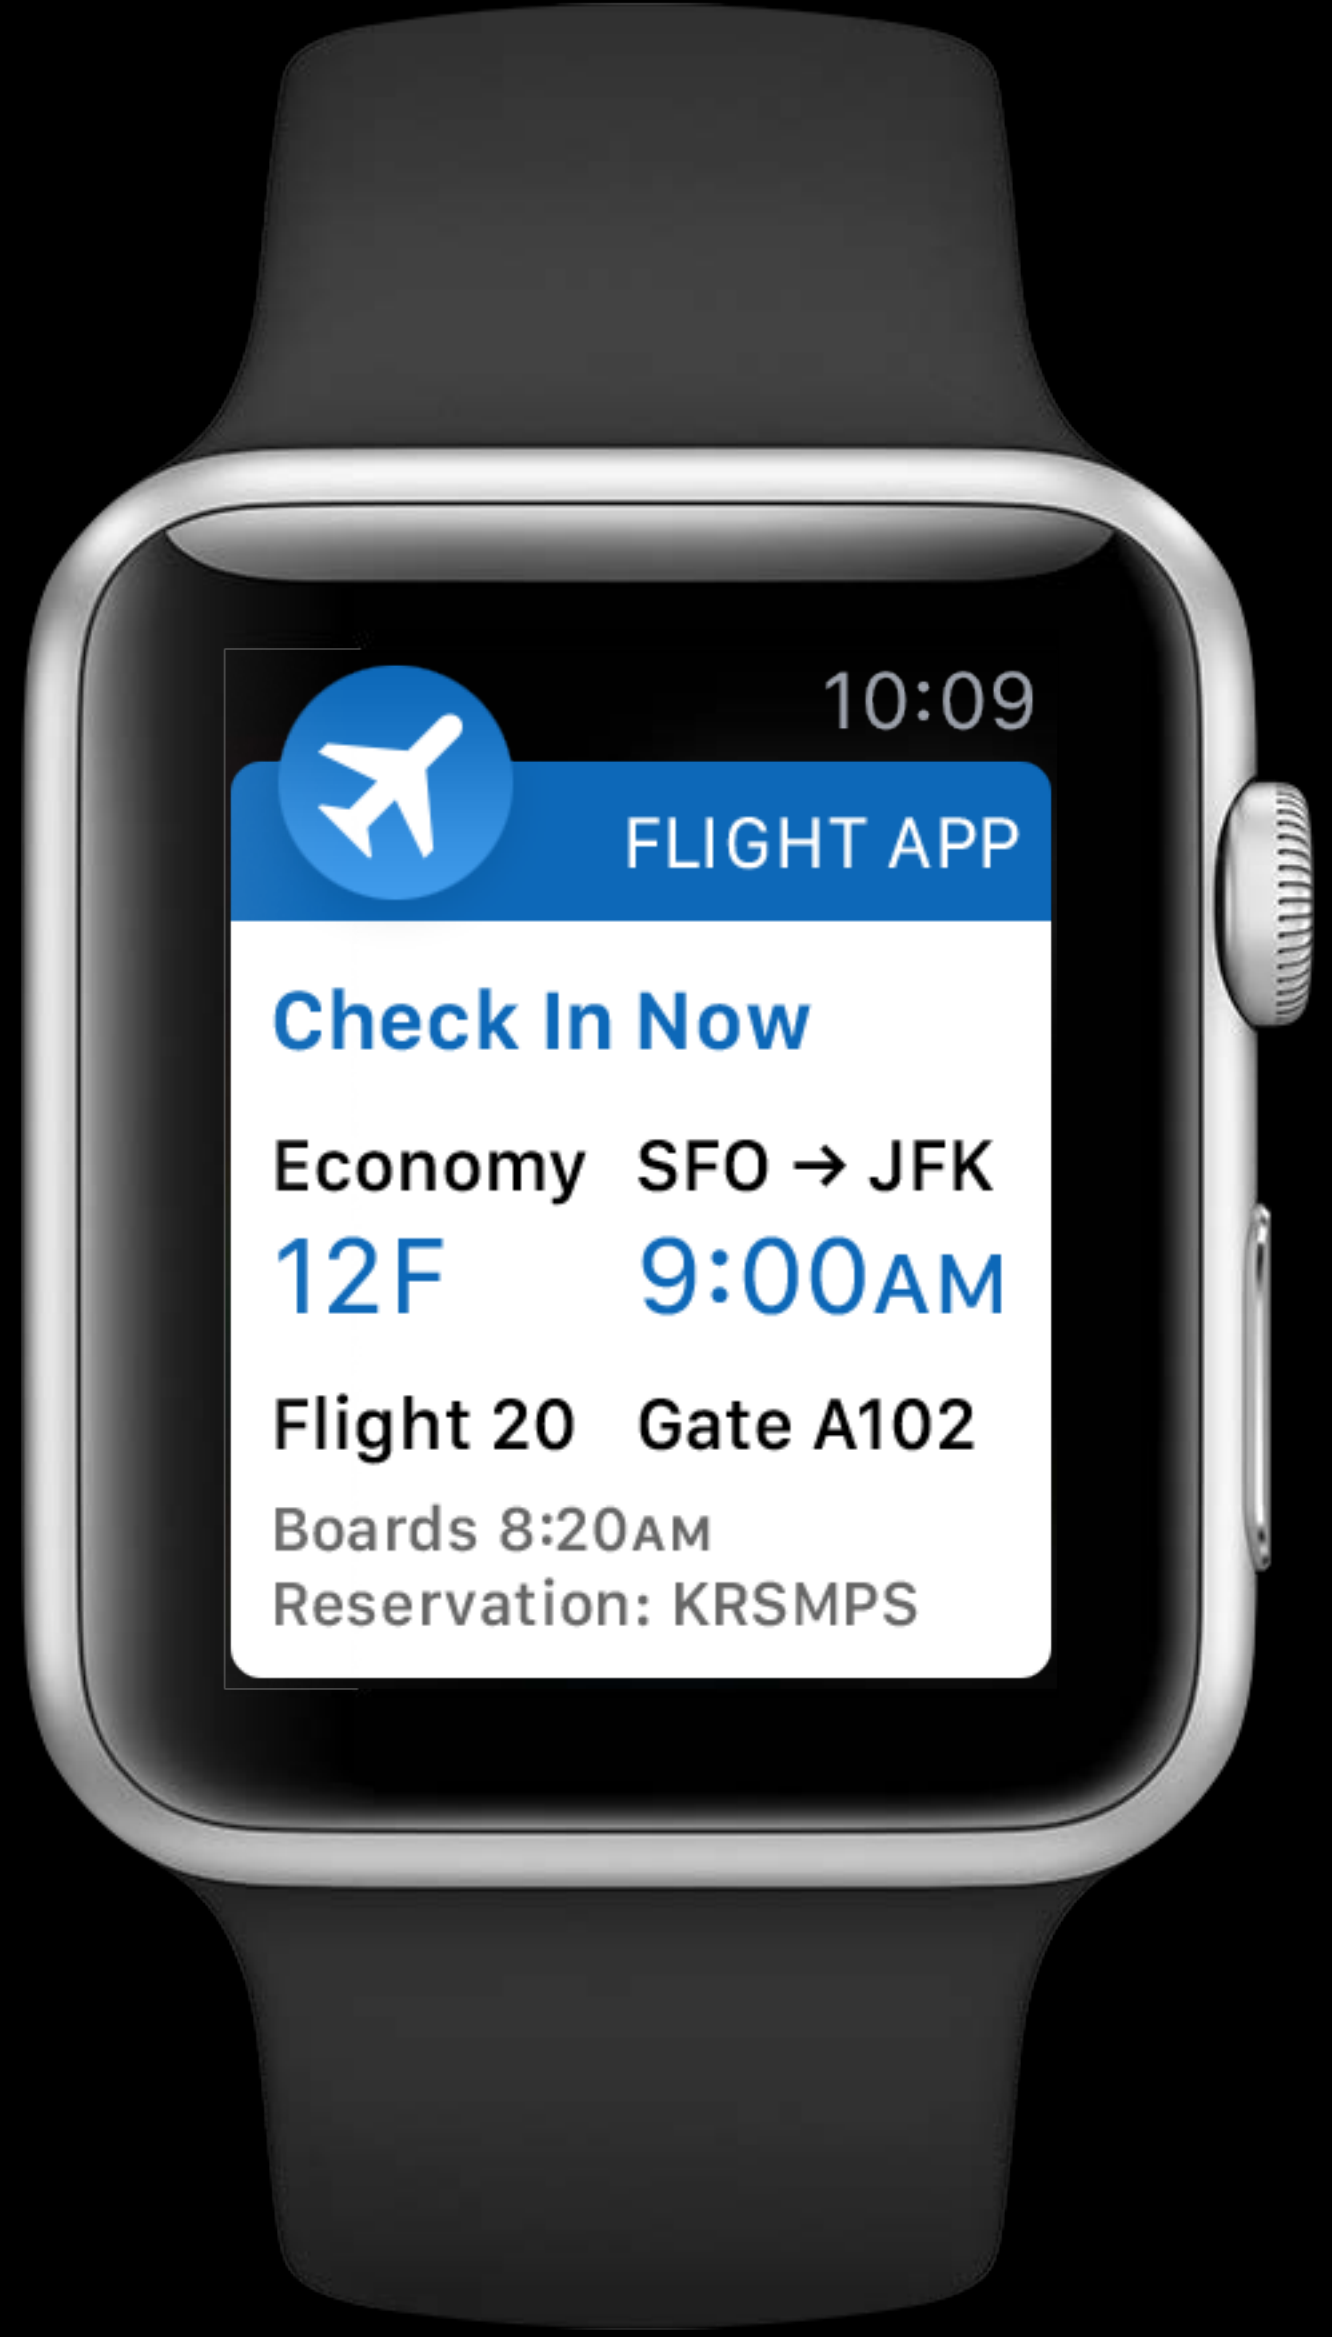 10:09
FLIGHT APP
Check In Now
Economy SFO → JFK
12F 9:00AM
Flight 20 Gate A102
Boards 8:20AM
Reservation: KRSMPS